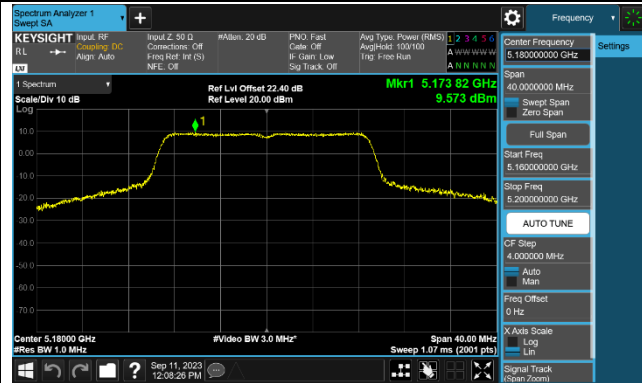 Spectrum Analyzer 1
Swept SA
Frequency
KEYSIGHT
RL
LXI
Input: RF
Coupling: DC
Align: Auto
Input Z: 50 Ω
Corrections: Off
Freq Ref: Int (S)
NFE: Off
#Atten: 20 dB
PNO: Fast
Gate: Off
IF Gain: Low
Sig Track: Off
Avg Type: Power (RMS)
Avg|Hold: 100/100
Trig: Free Run
1 2 3 4 5 6
A W W W W W
A N N N N N
Center Frequency
5.180000000 GHz
Settings
Span
40.0000000 MHz
Swept Span
Zero Span
Full Span
Start Freq
5.160000000 GHz
Stop Freq
5.200000000 GHz
AUTO TUNE
CF Step
4.000000 MHz
Auto
Man
Freq Offset
0 Hz
X Axis Scale
Log
Lin
Signal Track
(Span Zoom)
1 Spectrum
Scale/Div 10 dB
Ref Lvl Offset 22.40 dB
Ref Level 20.00 dBm
Mkr1 5.173 82 GHz
9.573 dBm
Log
1
10.0
0.00
-10.0
-20.0
-30.0
-40.0
-50.0
-60.0
-70.0
Center 5.18000 GHz
#Res BW 1.0 MHz
#Video BW 3.0 MHz*
Span 40.00 MHz
Sweep 1.07 ms (2001 pts)
?
Sep 11, 2023
12:08:26 PM